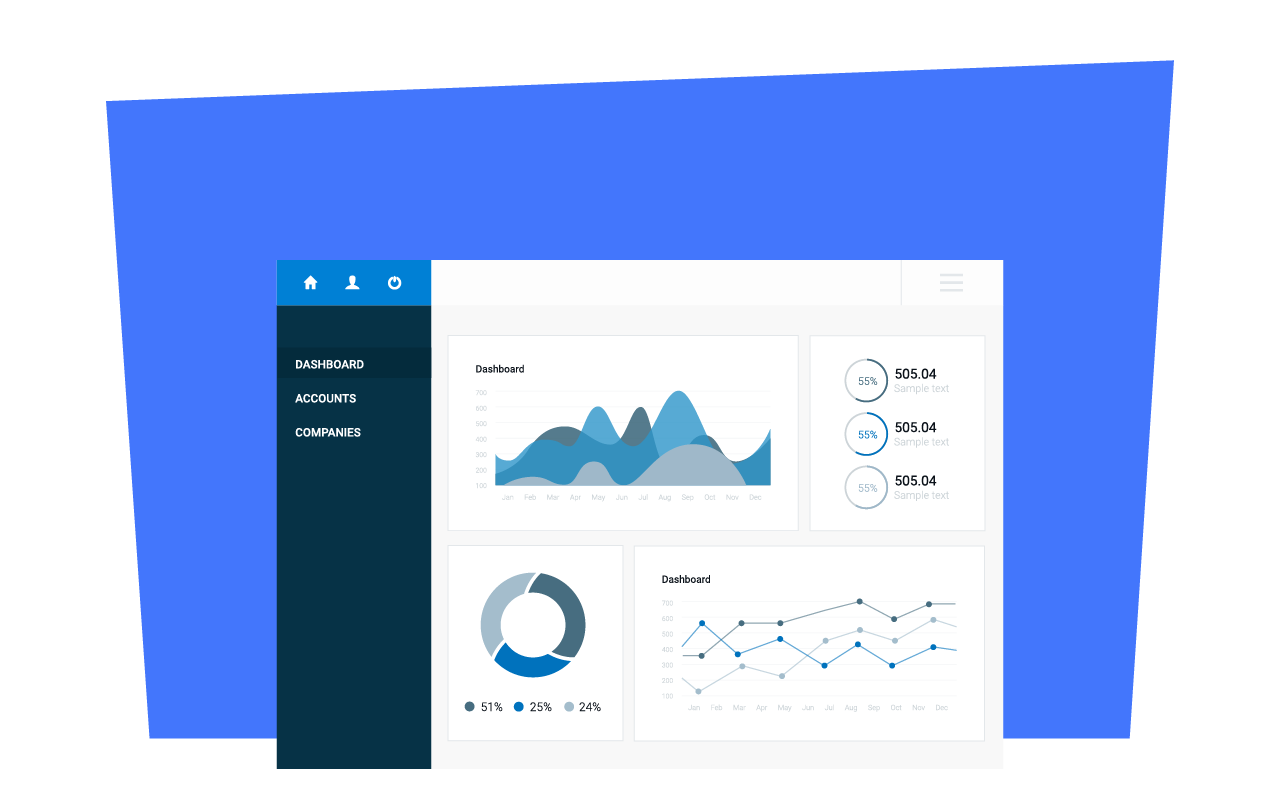 DASHBOARD
ACCOUNTS
COMPANIES
Dashboard
700
600
500
400
300
200
100
Jan Feb Mar Apr May Jun Jul Aug Sep Oct Nov Dec
55% 505.04
Sample text
55% 505.04
Sample text
55% 505.04
Sample text
51% 25% 24%
Dashboard
700
600
500
400
300
200
100
Jan Feb Mar Apr May Jun Jul Aug Sep Oct Nov Dec